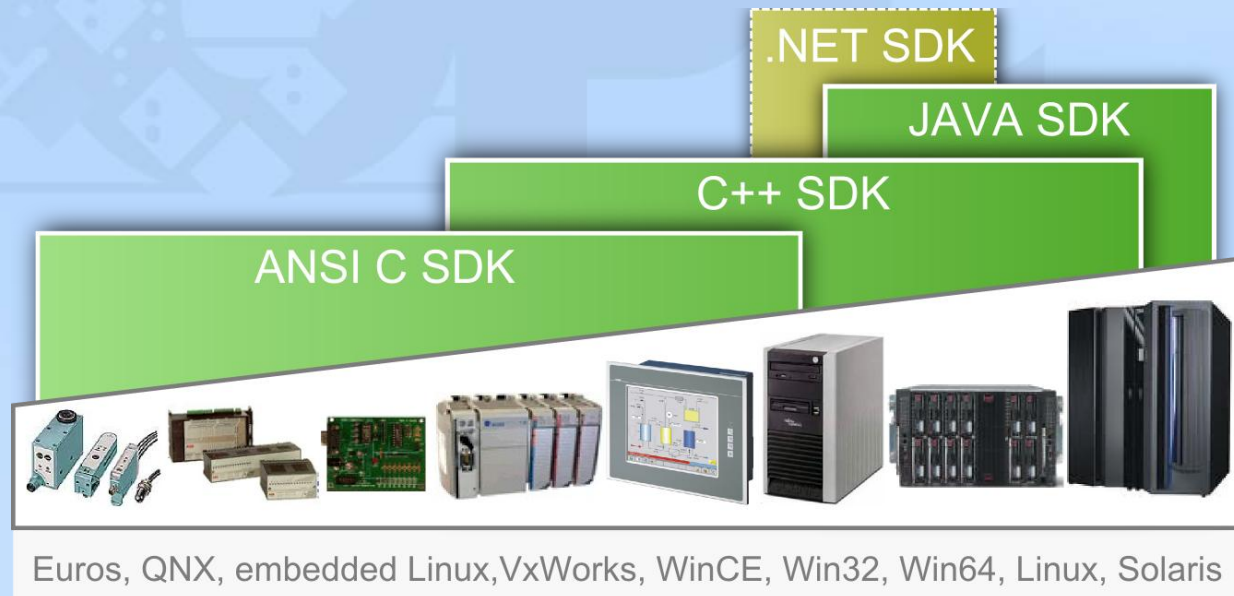 .NET SDK
JAVA SDK
C++ SDK
ANSI C SDK
Euros, QNX, embedded Linux,VxWorks, WinCE, Win32, Win64, Linux, Solaris